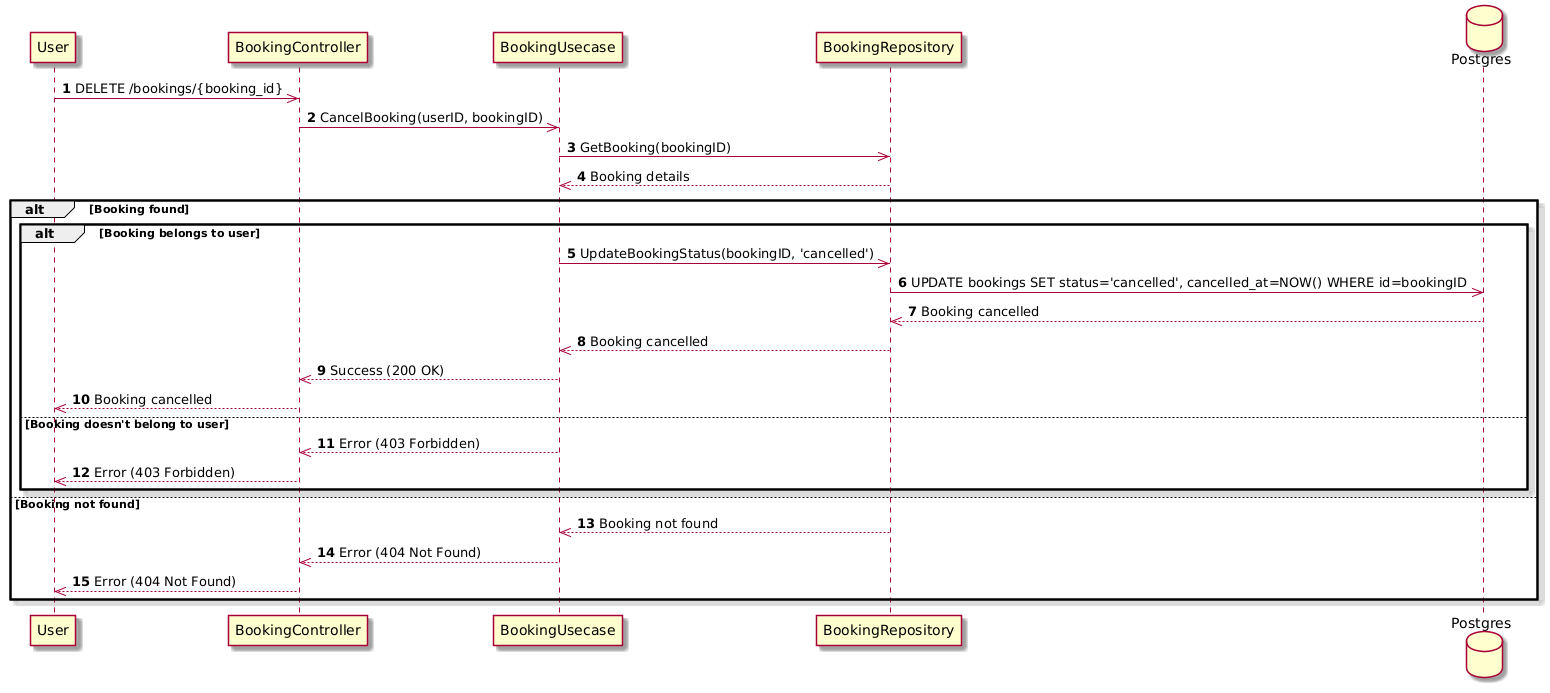 Postgres
User
BookingController
BookingUsecase
BookingRepository
1 DELETE /bookings/{booking_id}
2 CancelBooking(userID, bookingID)
3 GetBooking(bookingID)
4 Booking details
alt [Booking found]
alt [Booking belongs to user]
5 UpdateBookingStatus(bookingID, 'cancelled')
6 UPDATE bookings SET status='cancelled', cancelled_at=NOW() WHERE id=bookingID
7 Booking cancelled
8 Booking cancelled
9 Success (200 OK)
10 Booking cancelled
[Booking doesn't belong to user]
11 Error (403 Forbidden)
12 Error (403 Forbidden)
[Booking not found]
13 Booking not found
14 Error (404 Not Found)
15 Error (404 Not Found)
User
BookingController
BookingUsecase
BookingRepository
Postgres